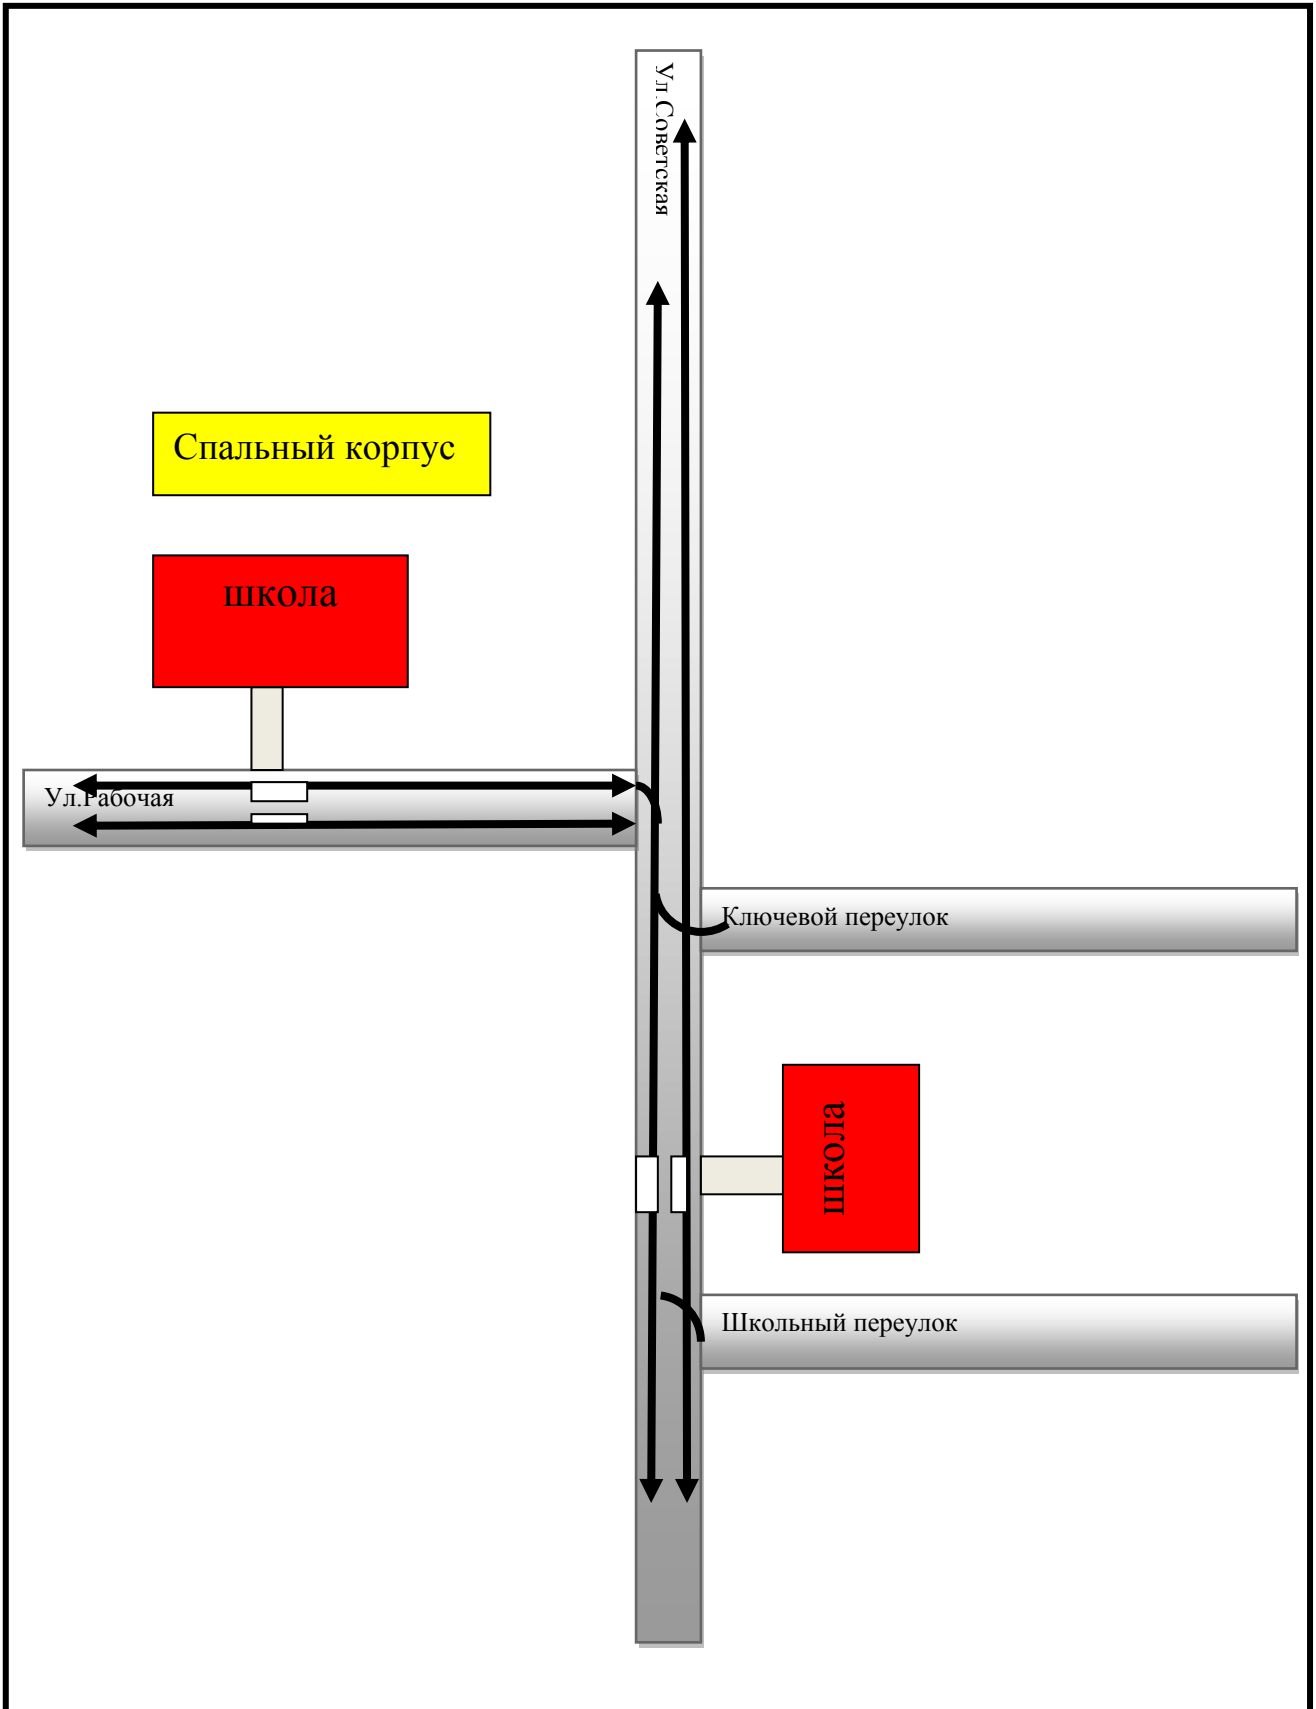 Ул.Советская
Спальный корпус
школа
Ул.Рабочая
Ключевой переулок
школа
Школьный переулок